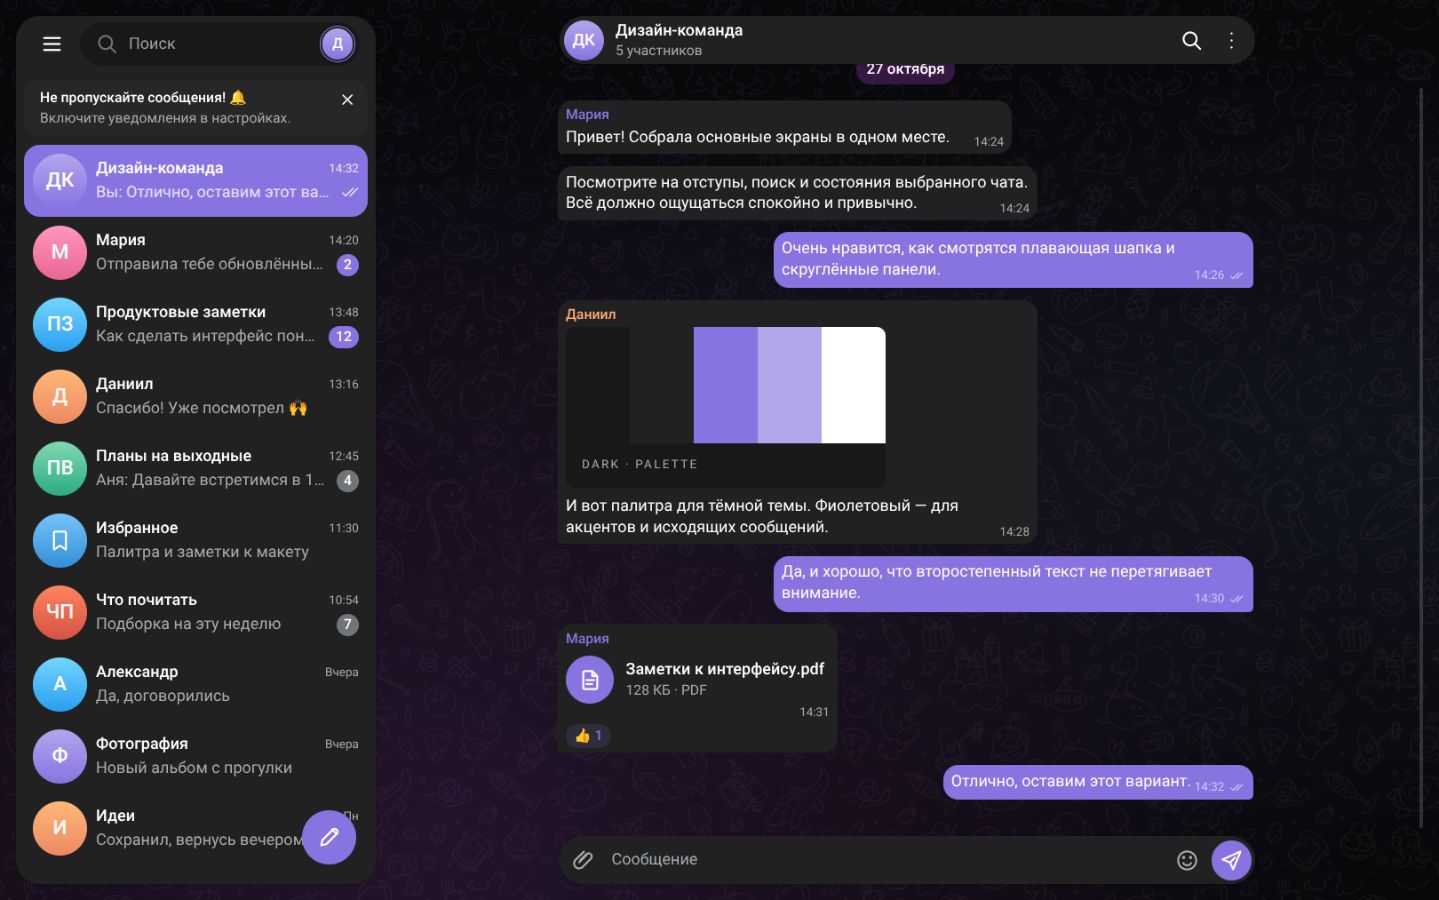 Поиск
Д
Не пропускайте сообщения! 🔔
Включите уведомления в настройках.
ДК
Дизайн-команда
14:32
Вы: Отлично, оставим этот ва...
М
Мария
14:20
Отправила тебе обновлённы...
2
ПЗ
Продуктовые заметки
13:48
Как сделать интерфейс пон...
12
Д
Даниил
13:16
Спасибо! Уже посмотрел 🙌
ПВ
Планы на выходные
12:45
Аня: Давайте встретимся в 1...
4
Избранное
11:30
Палитра и заметки к макету
ЧП
Что почитать
10:54
Подборка на эту неделю
7
А
Александр
Вчера
Да, договорились
Ф
Фотография
Вчера
Новый альбом с прогулки
И
Идеи
Пн
Сохранил, вернусь вечером
ДК
Дизайн-команда
5 участников
27 октября
Мария
Привет! Собрала основные экраны в одном месте.
14:24
Посмотрите на отступы, поиск и состояния выбранного чата.
Всё должно ощущаться спокойно и привычно.
14:24
Очень нравится, как смотрятся плавающая шапка и
скруглённые панели.
14:26
Даниил
DARK · PALETTE
И вот палитра для тёмной темы. Фиолетовый — для
акцентов и исходящих сообщений.
14:28
Да, и хорошо, что второстепенный текст не перетягивает
внимание.
14:30
Мария
Заметки к интерфейсу.pdf
128 КБ · PDF
14:31
👍 1
Отлично, оставим этот вариант.
14:32
Сообщение